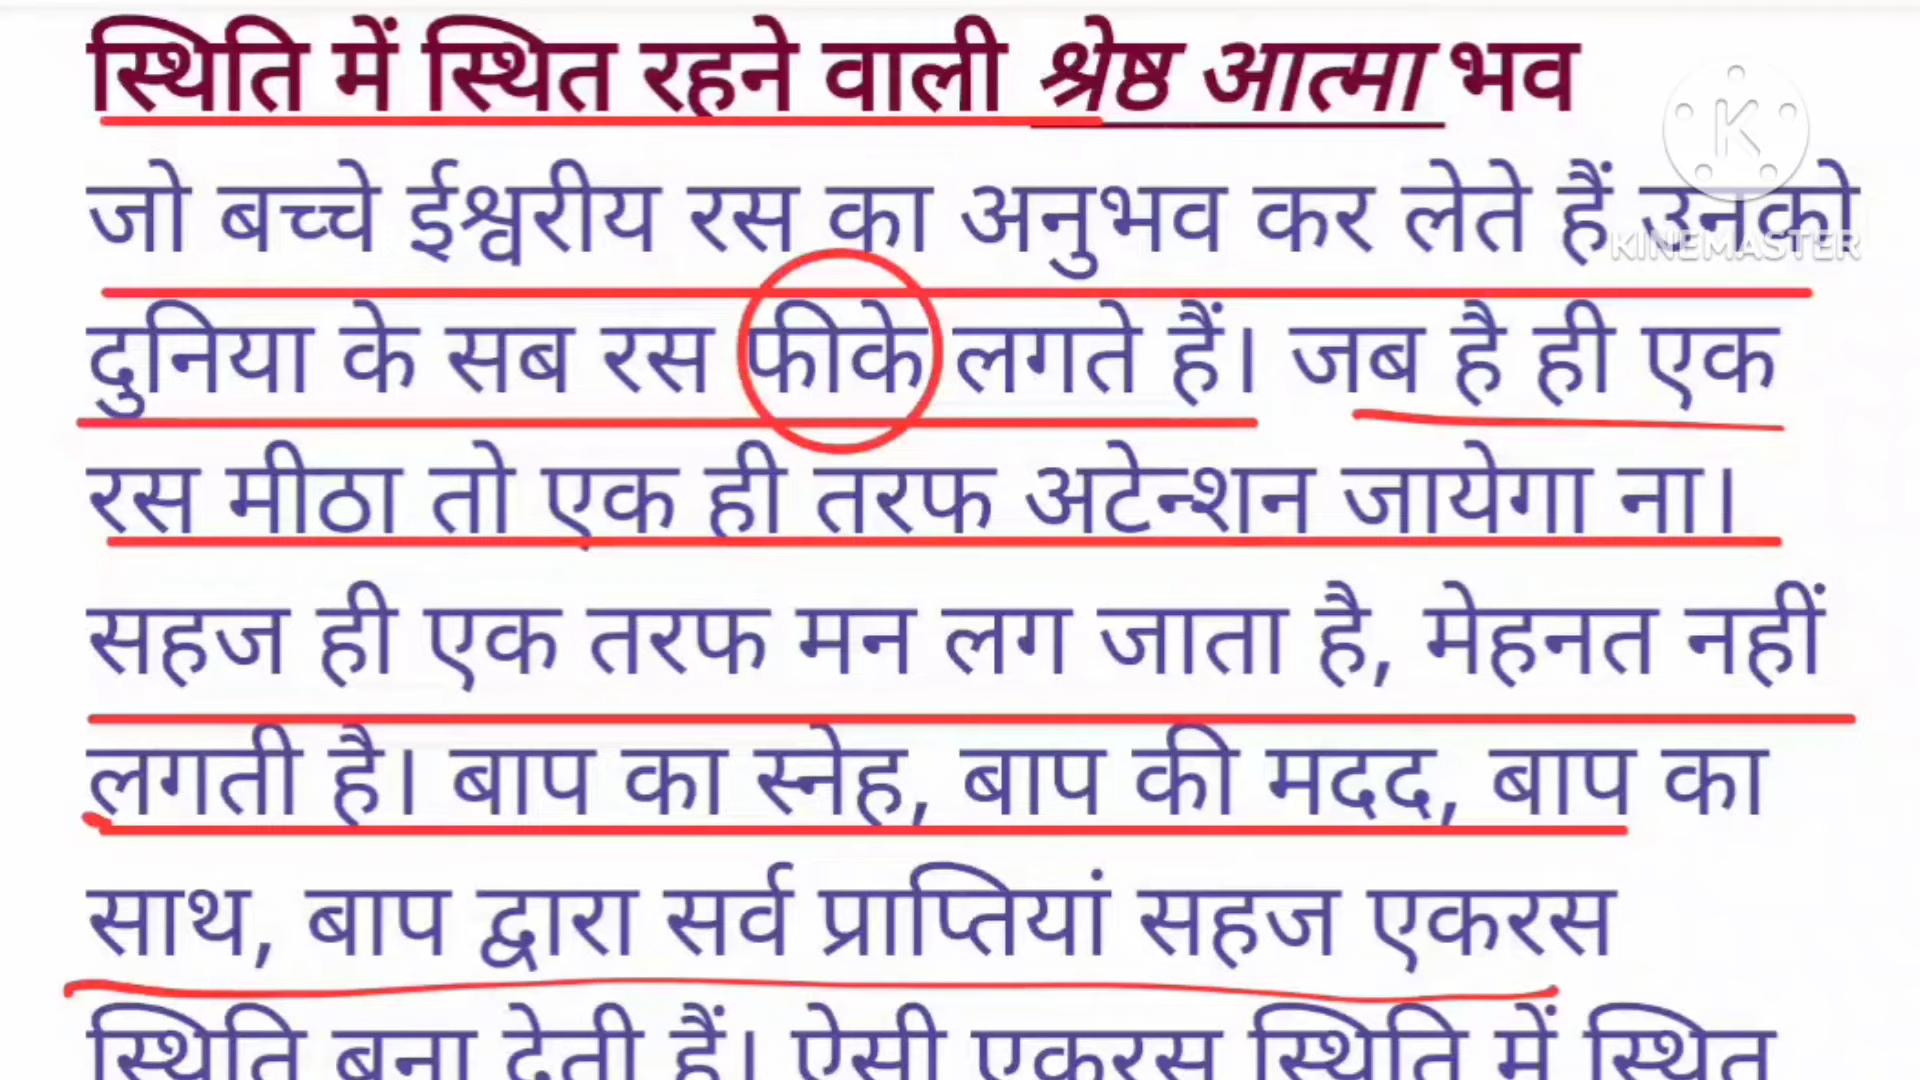 स्थिति में स्थित रहने वाली श्रेष्ठ आत्मा भव
जो बच्चे ईश्वरीय रस का अनुभव कर लेते हैं उनको
दुनिया के सब रस फीके लगते हैं। जब है ही एक
रस मीठा तो एक ही तरफ अटेन्शन जायेगा ना।
सहज ही एक तरफ मन लग जाता है, मेहनत नहीं
लगती है। बाप का स्नेह, बाप की मदद, बाप का
साथ, बाप द्वारा सर्व प्राप्तियां सहज एकरस
स्थिति बना देती हैं। ऐसी एकरस स्थिति में स्थित
K
KINEMASTER